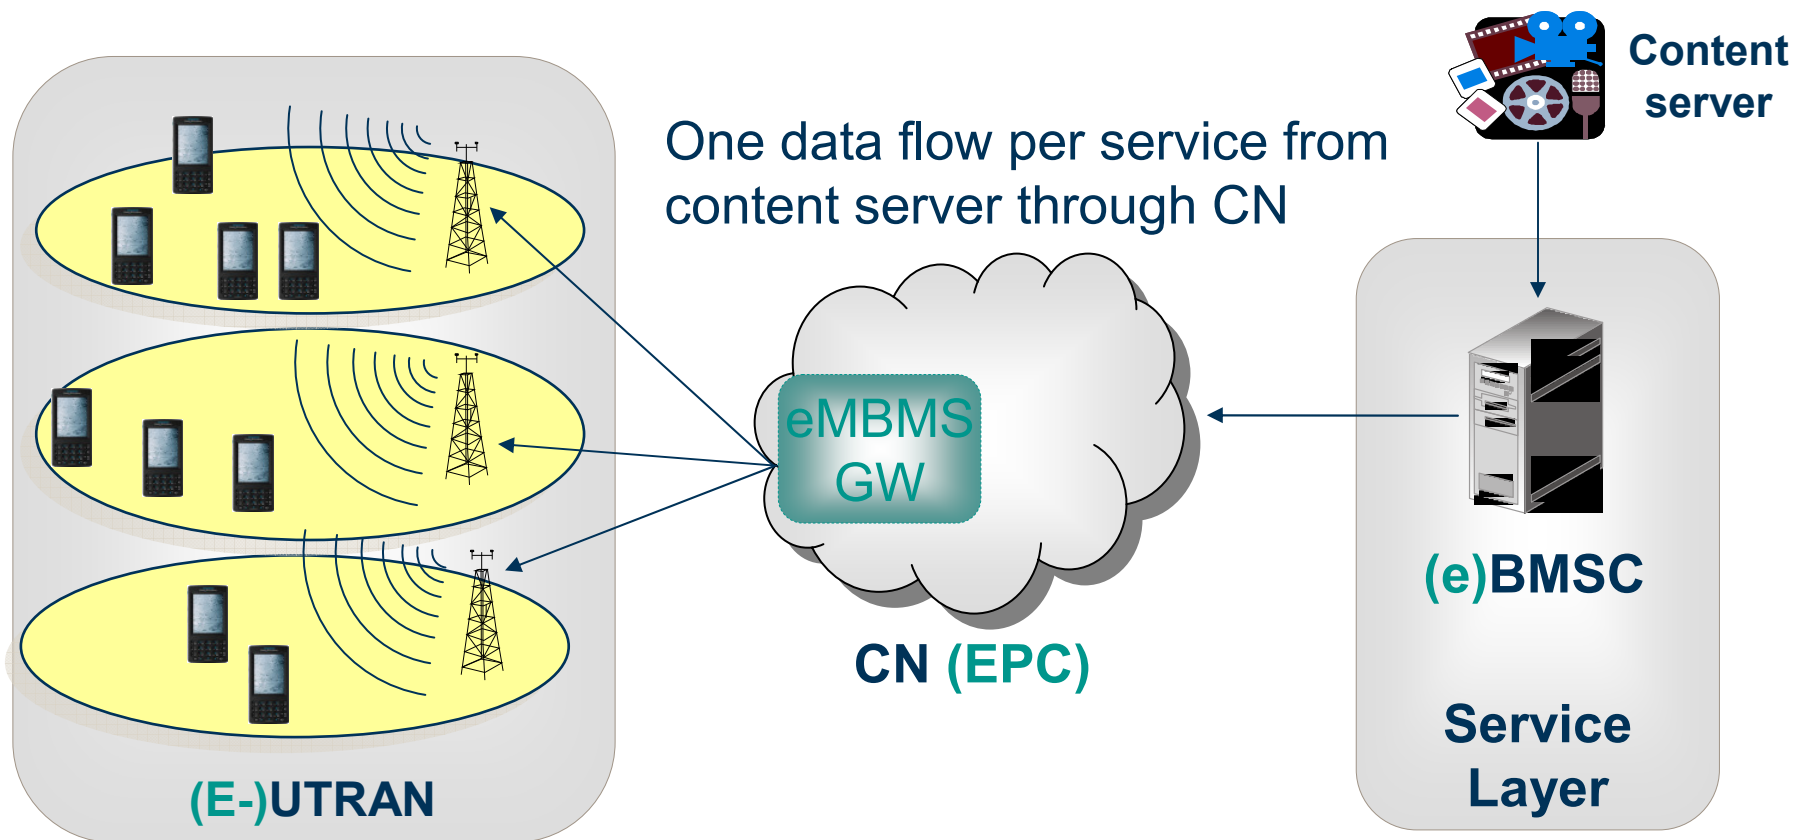 Content
server
One data flow per service from
content server through CN
eMBMS
GW
(e)BMSC
CN (EPC)
Service
Layer
(E-)UTRAN